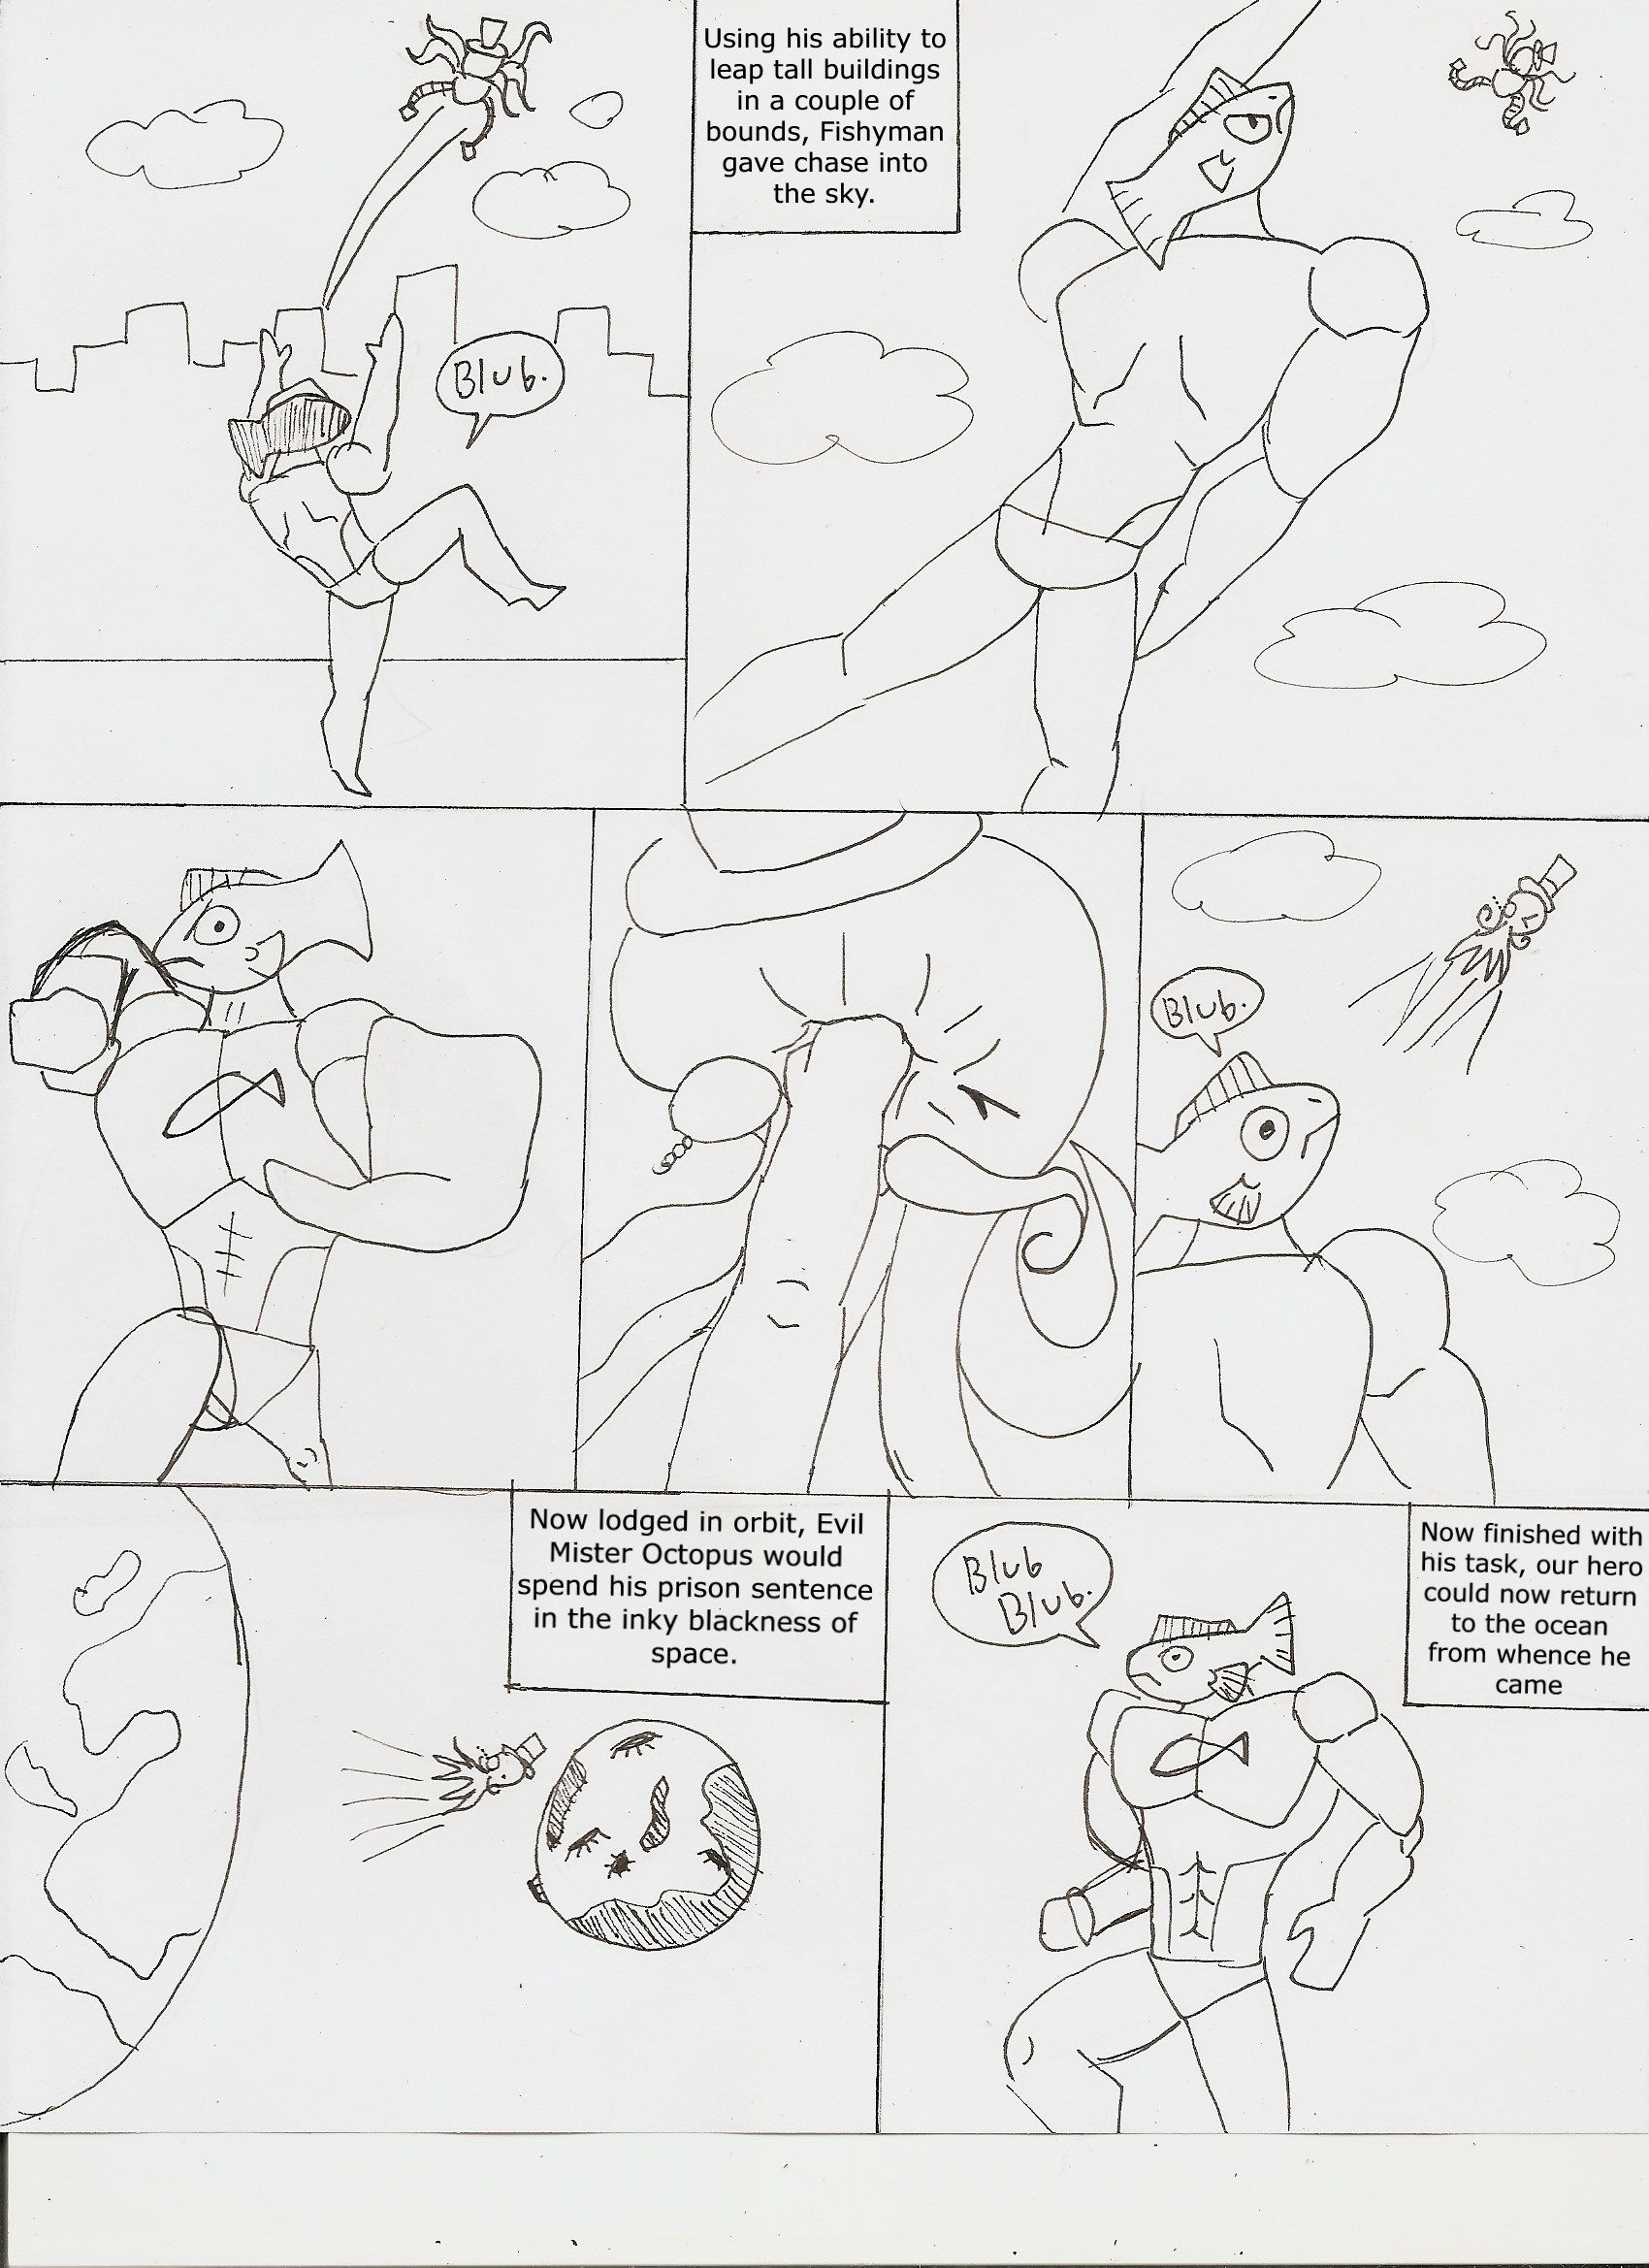 Blub.
Using his ability to
leap tall buildings
in a couple of
bounds, Fishyman
gave chase into
the sky.
Blub.
Now lodged in orbit, Evil
Mister Octopus would
spend his prison sentence
in the inky blackness of
space.
Blub
Blub.
Now finished with
his task, our hero
could now return
to the ocean
from whence he
came